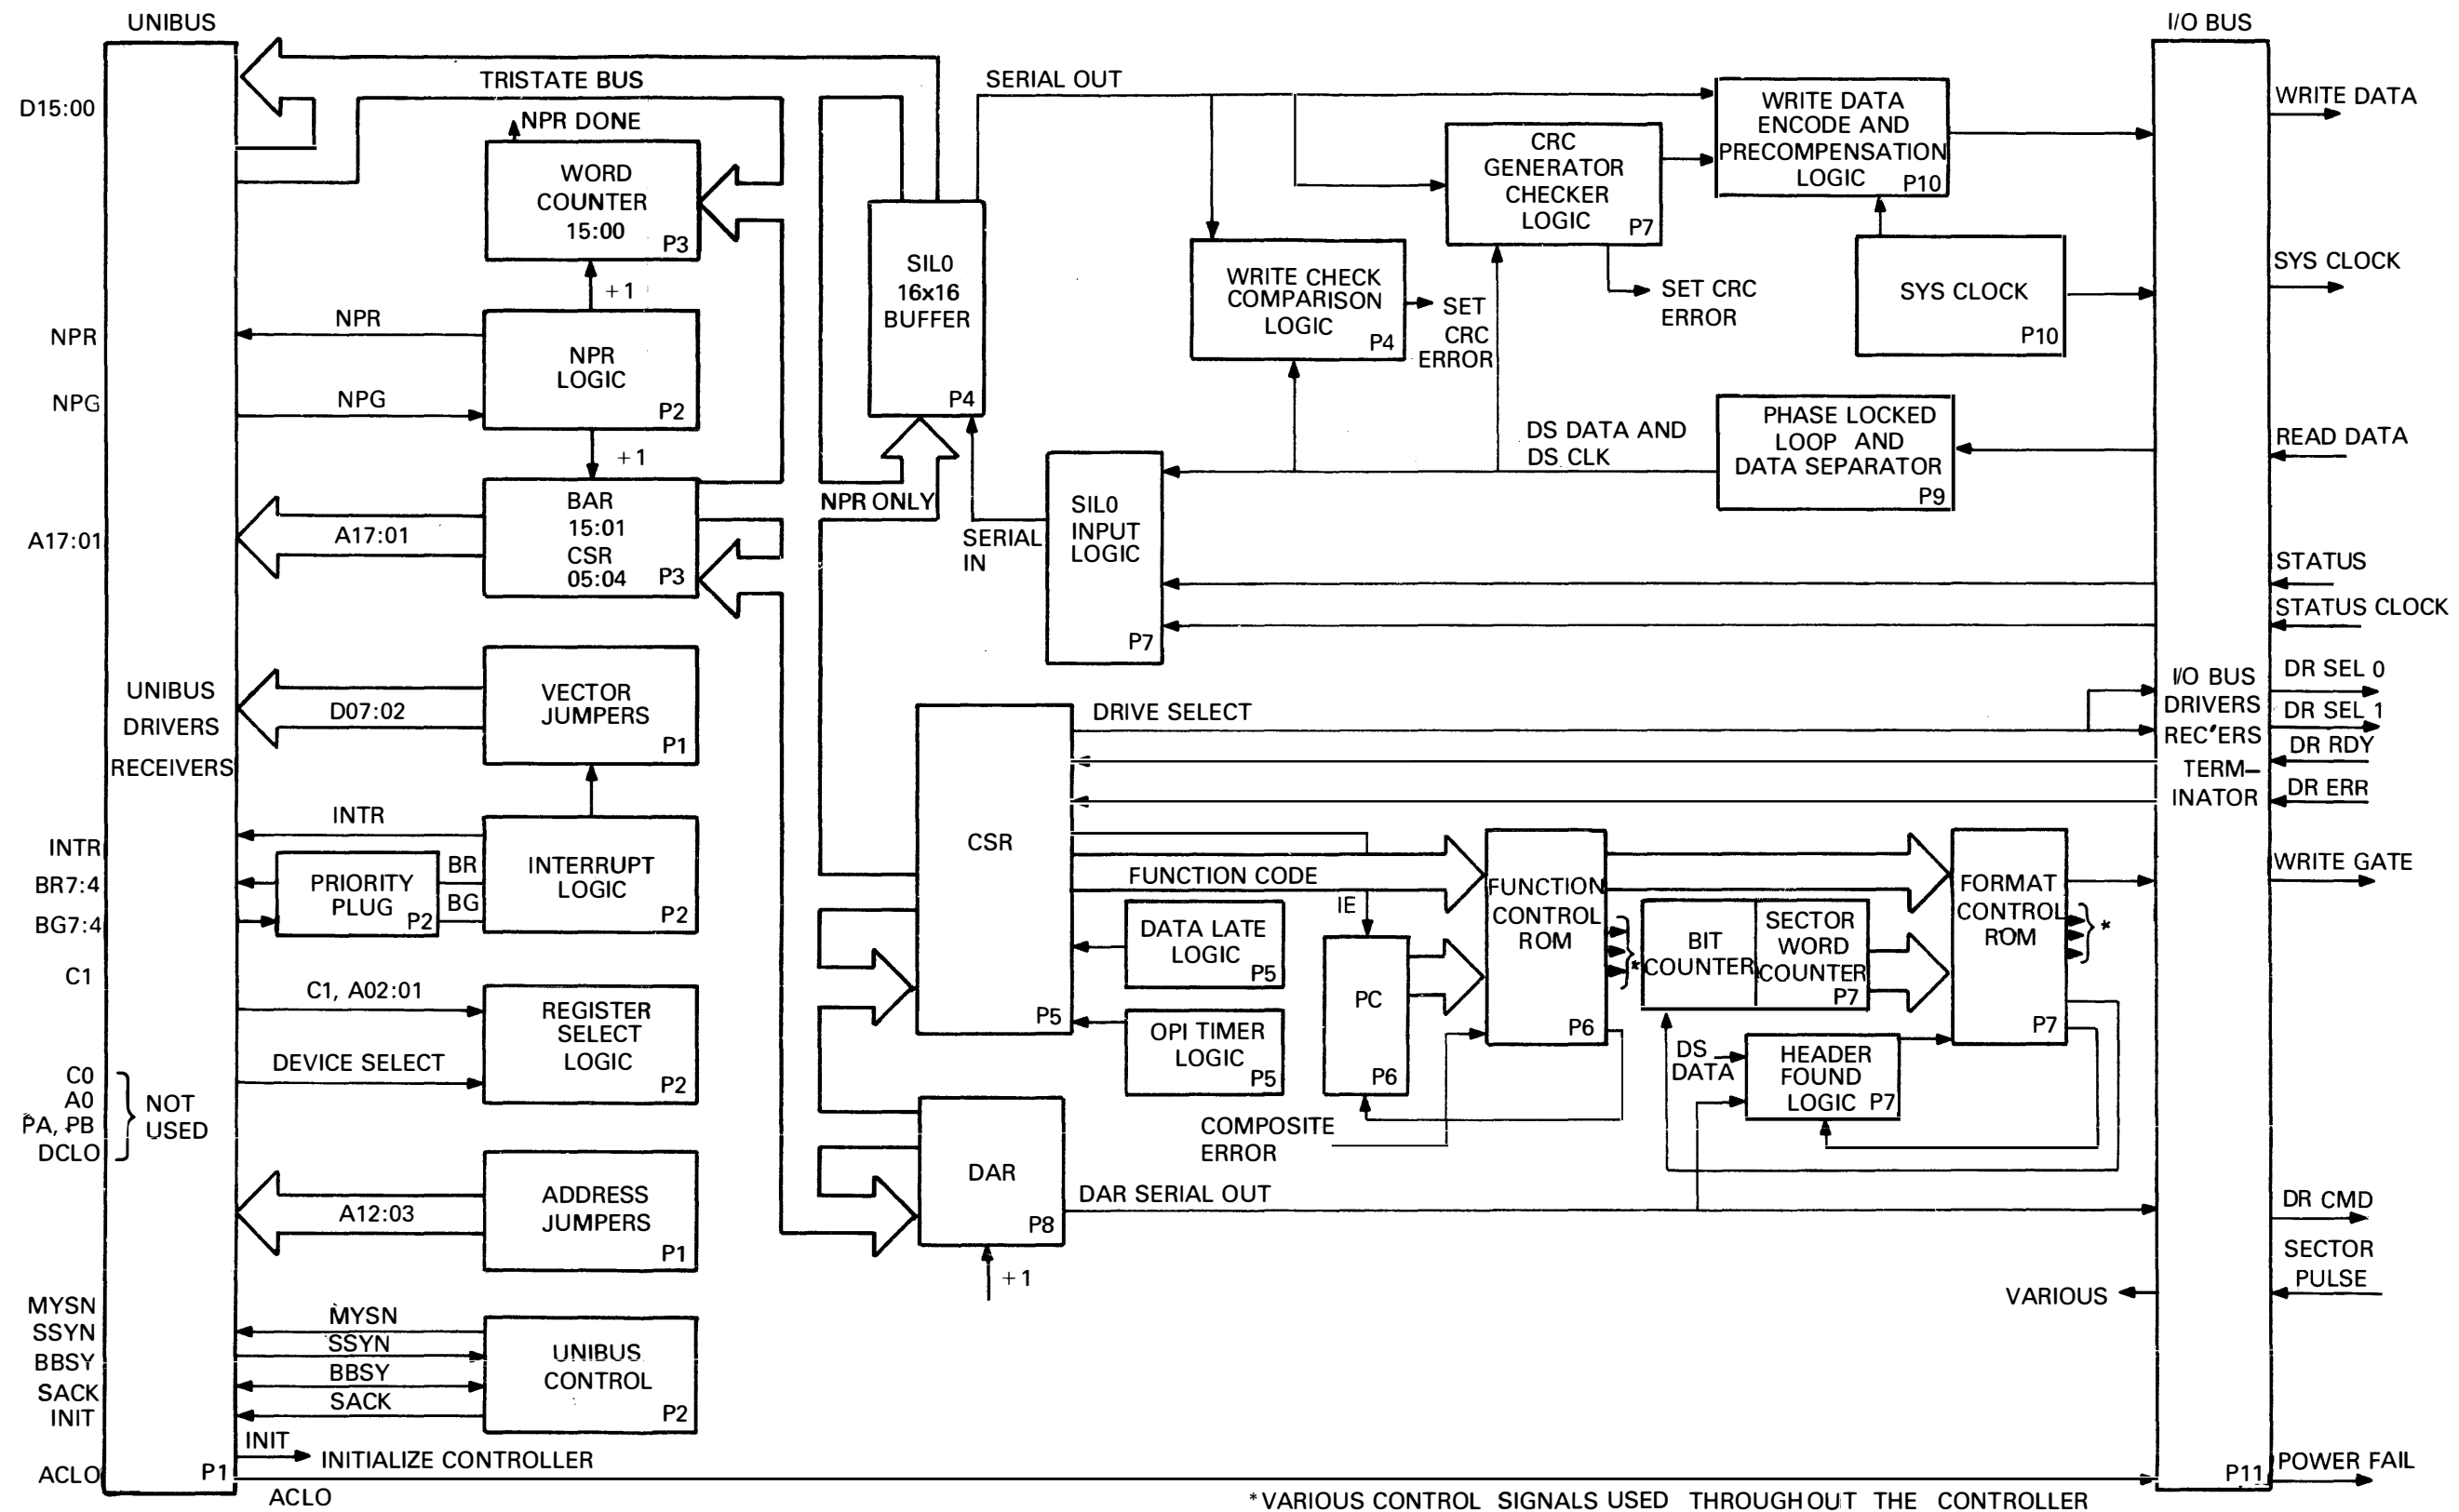 UNIBUS
I/O BUS
TRISTATE BUS
SERIAL OUT
D15:00
NPR DONE
WORD
COUNTER
15:00
P3
+1
NPR
NPR
NPR
LOGIC
P2
NPG
NPG
+1
BAR
15:01
CSR
05:04
P3
A17:01
A17:01
SIL0
16x16
BUFFER
P4
NPR ONLY
SERIAL
IN
SIL0
INPUT
LOGIC
P7
WRITE CHECK
COMPARISON
LOGIC
P4
SET
CRC
ERROR
CRC
GENERATOR
CHECKER
LOGIC
P7
SET CRC
ERROR
WRITE DATA
ENCODE AND
PRECOMPENSATION
LOGIC
P10
SYS CLOCK
P10
DS DATA AND
DS CLK
PHASE LOCKED
LOOP AND
DATA SEPARATOR
P9
WRITE DATA
SYS CLOCK
READ DATA
STATUS
STATUS CLOCK
UNIBUS
DRIVERS
RECEIVERS
D07:02
VECTOR
JUMPERS
P1
INTR
INTR
BR7:4
BG7:4
PRIORITY
PLUG
P2
BR
BG
INTERRUPT
LOGIC
P2
C1
C1, A02:01
DEVICE SELECT
REGISTER
SELECT
LOGIC
P2
C0
A0
PA, PB
DCLO
NOT
USED
A12:03
ADDRESS
JUMPERS
P1
MYSN
SSYN
BBSY
SACK
INIT
MYSN
SSYN
BBSY
SACK
UNIBUS
CONTROL
P2
INIT
INITIALIZE CONTROLLER
ACLO
P1
ACLO
CSR
P5
DRIVE SELECT
FUNCTION CODE
IE
DATA LATE
LOGIC
P5
OPI TIMER
LOGIC
P5
PC
P6
FUNCTION
CONTROL
ROM
P6
*
COMPOSITE
ERROR
BIT
COUNTER
SECTOR
WORD
COUNTER
P7
FORMAT
CONTROL
ROM
P7
*
DS
DATA
HEADER
FOUND
LOGIC P7
DAR
P8
DAR SERIAL OUT
+1
I/O BUS
DRIVERS
REC'ERS
TERM–
INATOR
DR SEL 0
DR SEL 1
DR RDY
DR ERR
WRITE GATE
DR CMD
SECTOR
PULSE
VARIOUS
P11
POWER FAIL
*VARIOUS CONTROL SIGNALS USED THROUGHOUT THE CONTROLLER